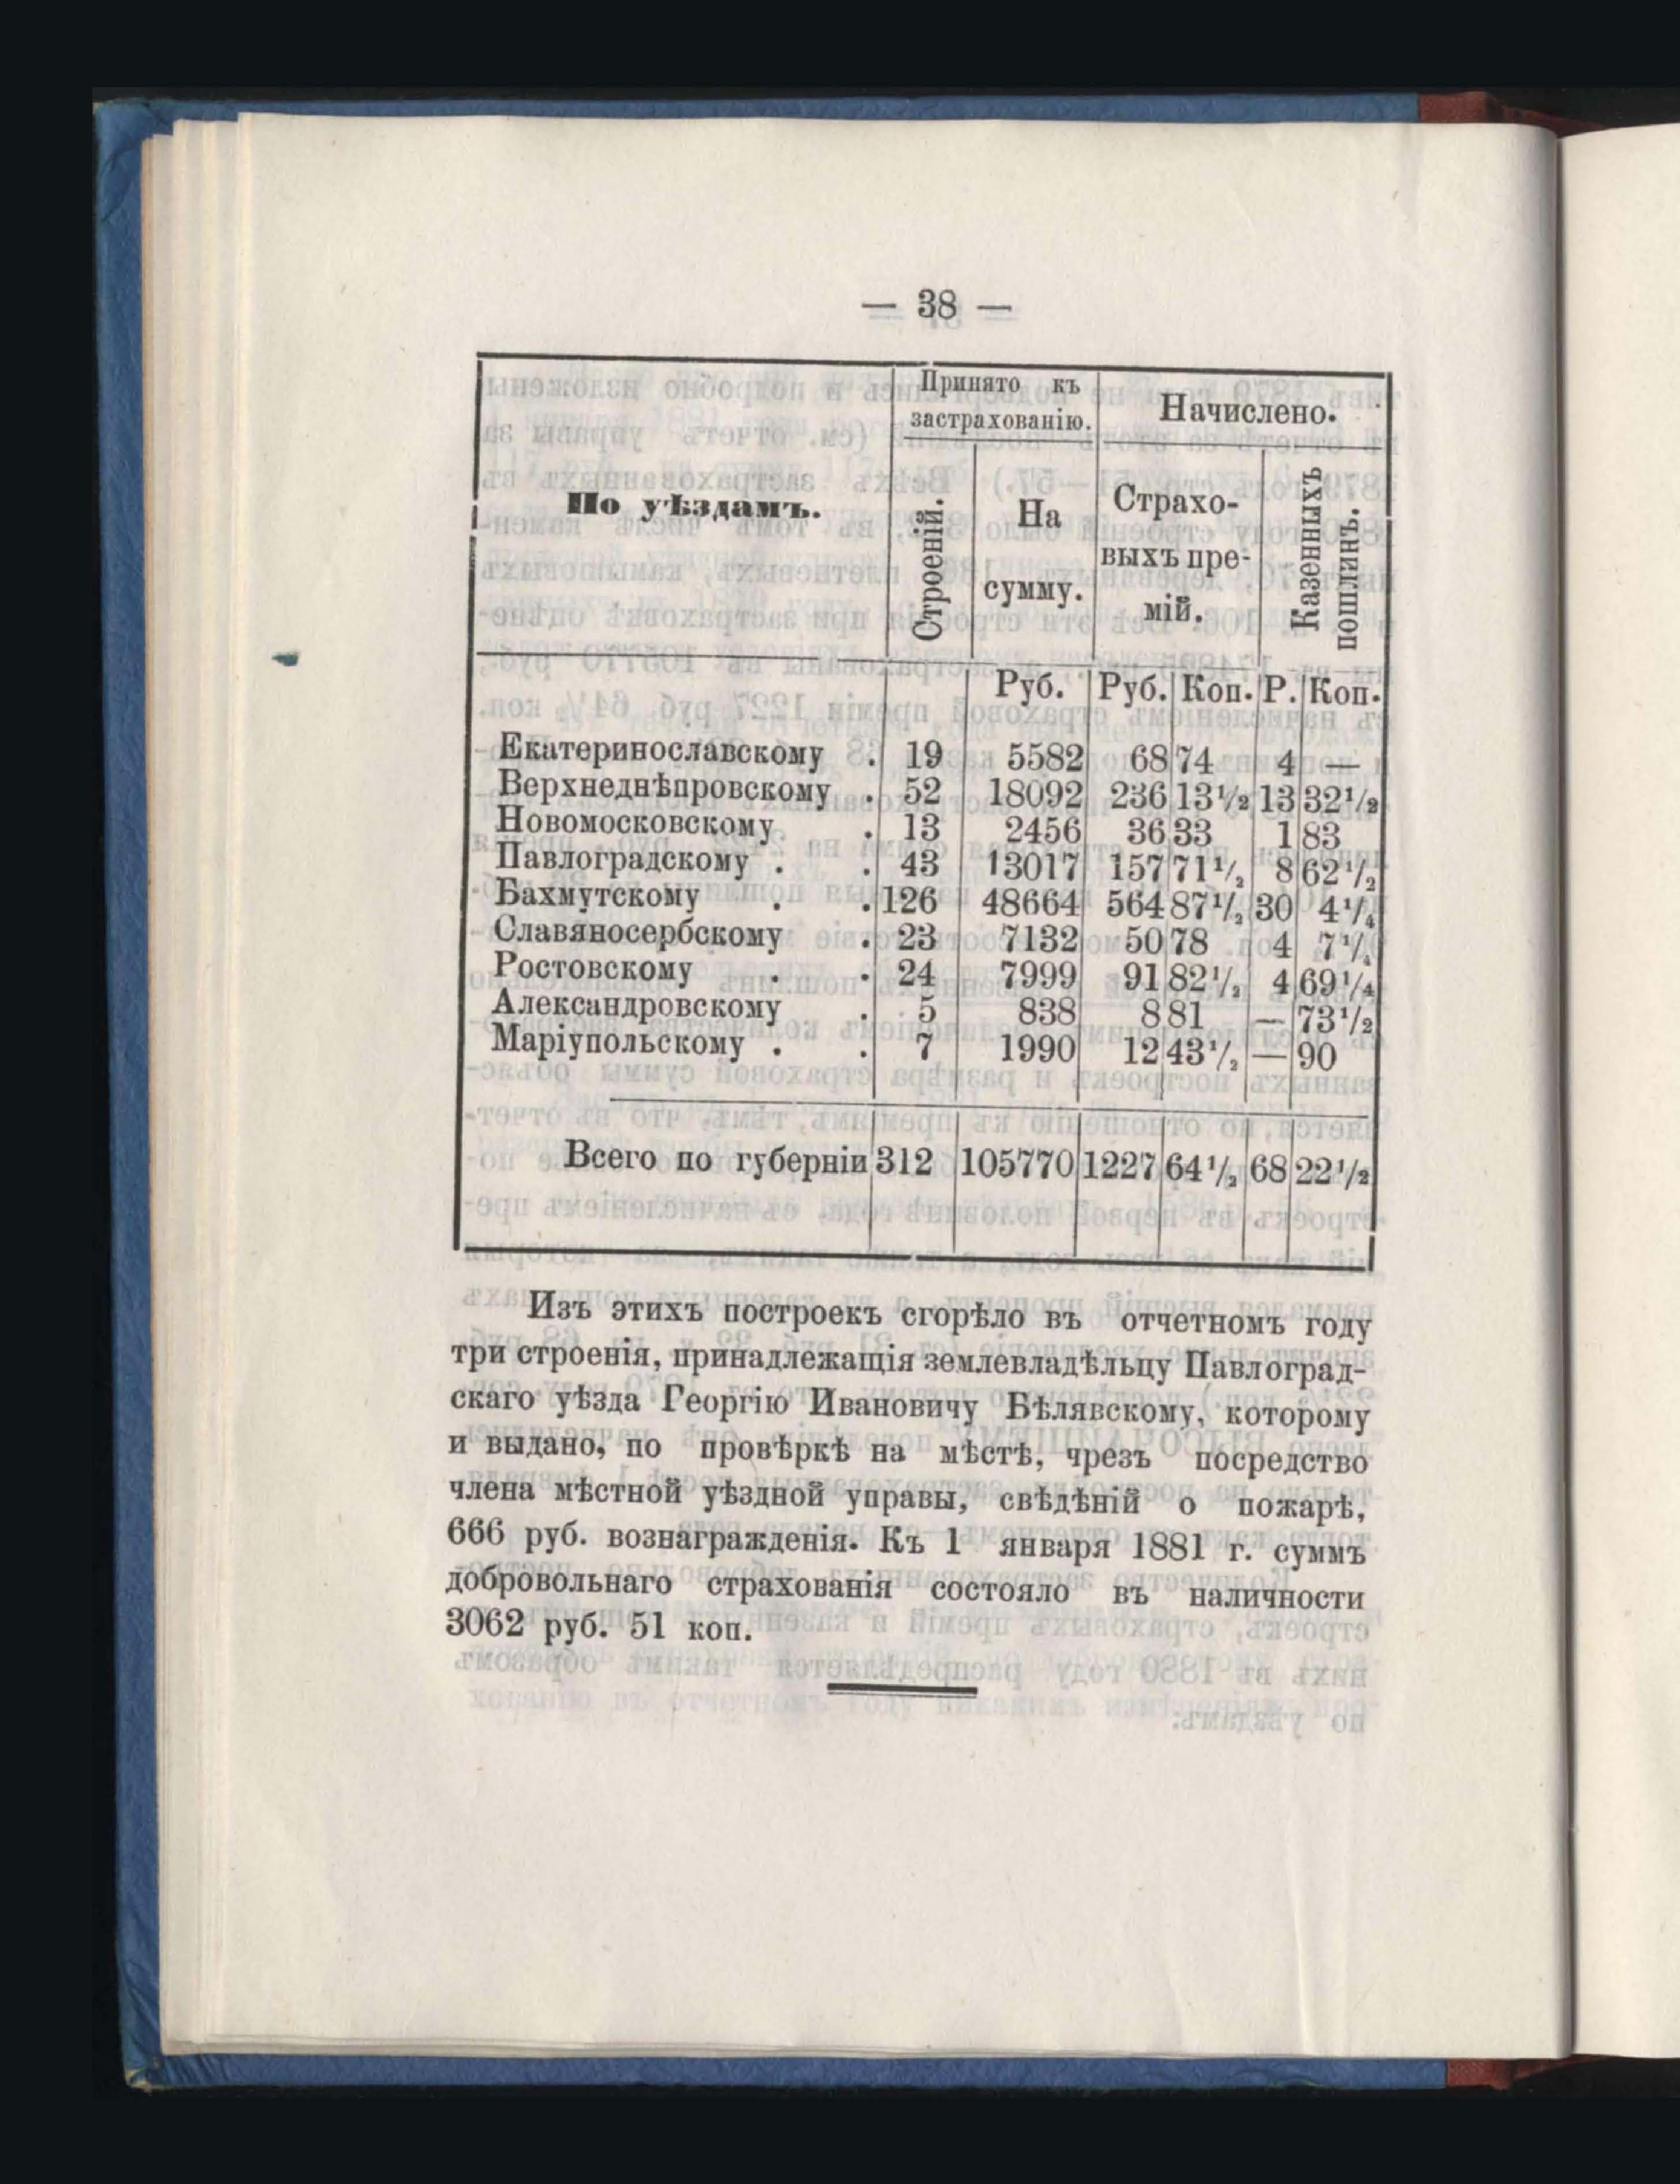 — 38 —
По уѣздамъ.
Принято къ
застрахованію.
Начислено.
Строеній.
На
сумму.
Страхо-
выхъ пре-
мій.
Казенныхъ
пошлинъ.
Руб. Руб. Коп. Р. Коп.
Екатеринославскому . 19 5582 68 74 4 —
Верхнеднѣпровскому . 52 18092 236 13½ 13 32½
Новомосковскому . 13 2456 36 33 1 83
Павлоградскому . . 43 13017 157 71½ 8 62½
Бахмутскому . . 126 48664 564 87½ 30 4¼
Славяносербскому . 23 7132 50 78 4 7¼
Ростовскому . . 24 7999 91 82½ 4 69¼
Александровскому . 5 838 8 81 — 73½
Маріупольскому . . 7 1990 12 43½ — 90
Всего по губерніи 312 105770 1227 64½ 68 22½
Изъ этихъ построекъ сгорѣло въ отчетномъ году
три строенія, принадлежащія землевладѣльцу Павлоград-
скаго уѣзда Георгію Ивановичу Бѣлявскому, которому
и выдано, по провѣркѣ на мѣстѣ, чрезъ посредство
члена мѣстной уѣздной управы, свѣдѣній о пожарѣ,
666 руб. вознагражденія. Къ 1 января 1881 г. суммъ
добровольнаго страхованія состояло въ наличности
3062 руб. 51 коп.